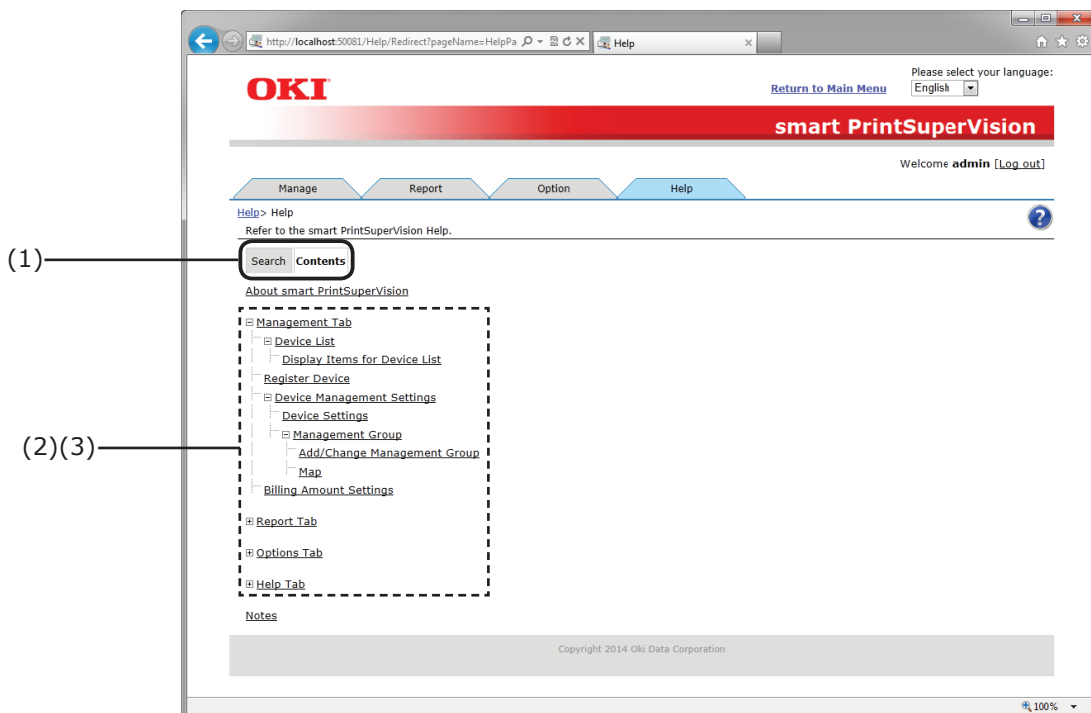 http://localhost:50081/Help/Redirect?pageName=HelpPa
Help
OKI
Return to Main Menu
Please select your language:
English
smart PrintSuperVision
Welcome admin [Log out]
Manage
Report
Option
Help
Help> Help
?
Refer to the smart PrintSuperVision Help.
(1)
Search
Contents
About smart PrintSuperVision
Management Tab
Device List
Display Items for Device List
Register Device
Device Management Settings
Device Settings
(2)(3)
Management Group
Add/Change Management Group
Map
Billing Amount Settings
Report Tab
Options Tab
Help Tab
Notes
Copyright 2014 Oki Data Corporation
100%